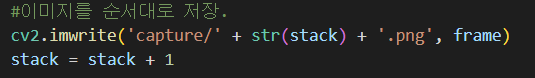 #이미지를 순서대로 저장.
cv2.imwrite('capture/' + str(stack) + '.png', frame)
stack = stack + 1